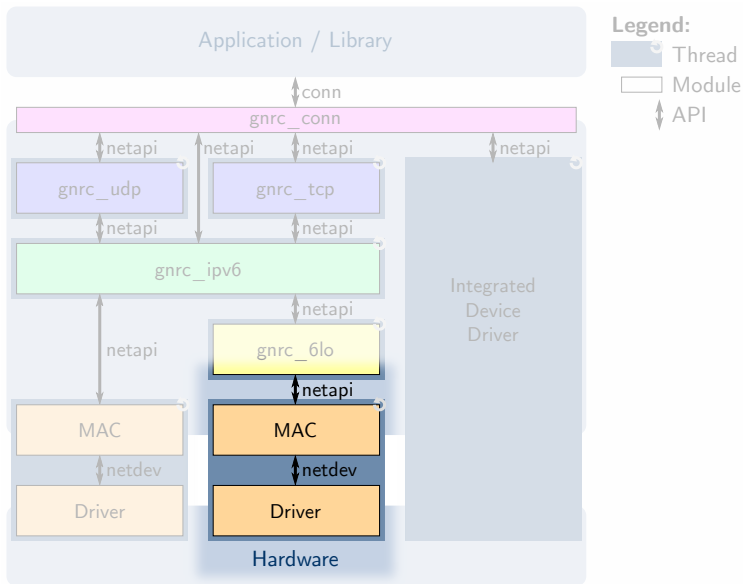 Application / Library
Legend:
Thread
Module
API
conn
gnrc_conn
netapi
netapi
netapi
netapi
gnrc_udp
gnrc_tcp
netapi
netapi
gnrc_ipv6
netapi
Integrated
Device
Driver
netapi
gnrc_6lo
netapi
MAC
MAC
netdev
netdev
Driver
Driver
Hardware